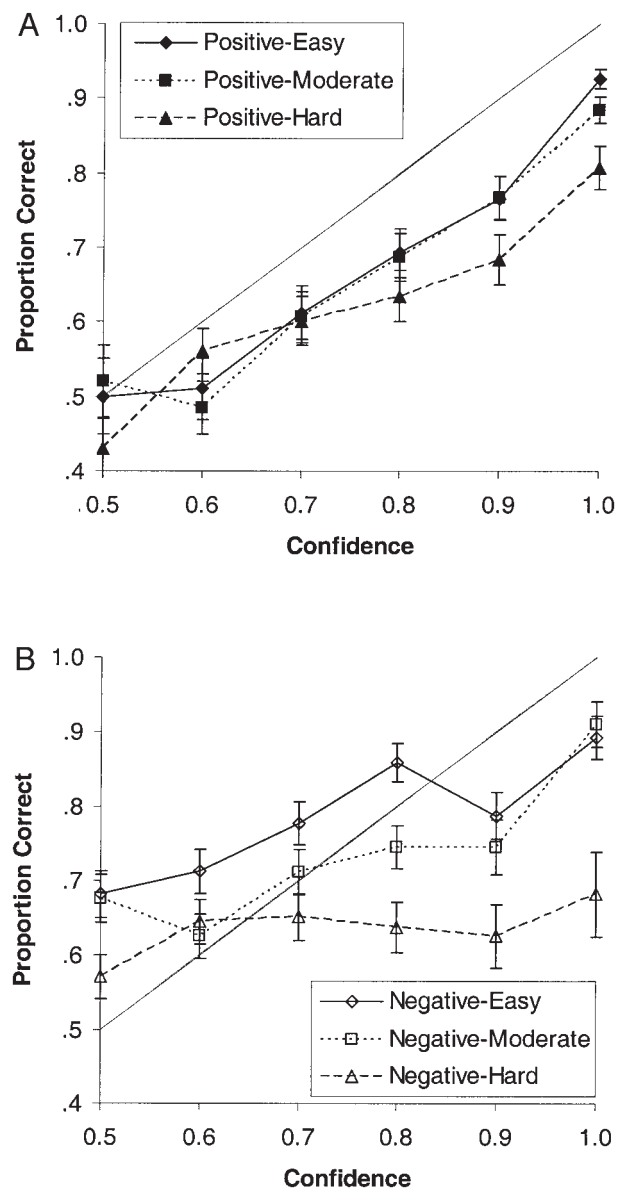 A
Positive-Easy
Positive-Moderate
Positive-Hard
Proportion Correct
1.0
.9
.8
.7
.6
.5
.4
0.5 0.6 0.7 0.8 0.9 1.0
Confidence
B
Proportion Correct
1.0
.9
.8
.7
.6
.5
.4
Negative-Easy
Negative-Moderate
Negative-Hard
0.5 0.6 0.7 0.8 0.9 1.0
Confidence